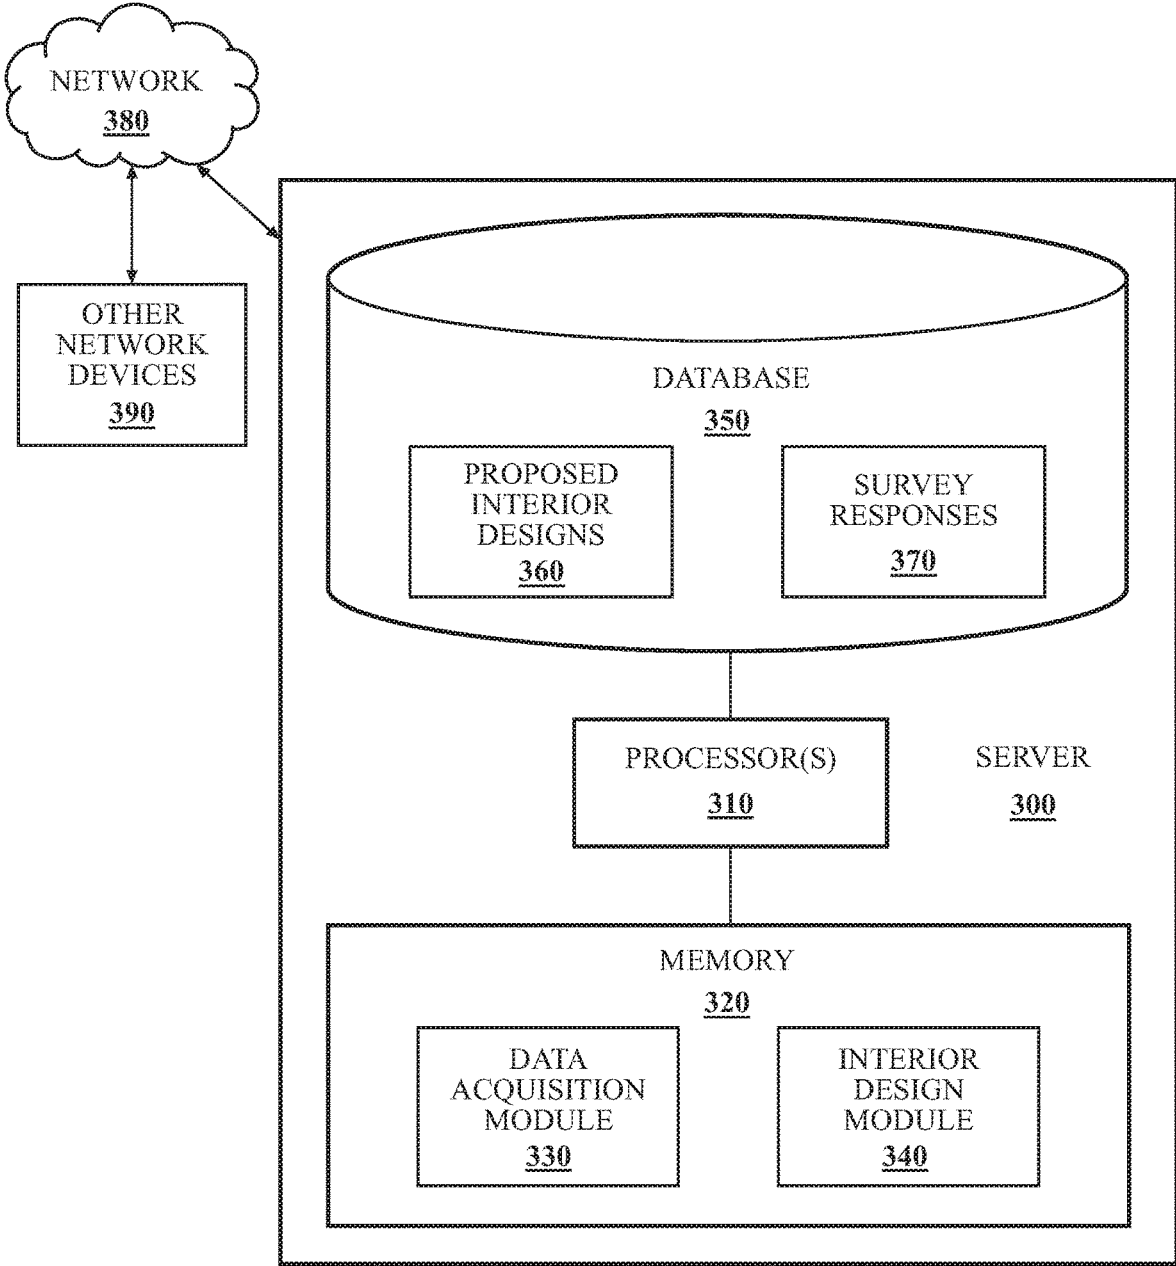 NETWORK
380
OTHER
NETWORK
DEVICES
390
DATABASE
350
PROPOSED
INTERIOR
DESIGNS
360
SURVEY
RESPONSES
370
PROCESSOR(S)
310
SERVER
300
MEMORY
320
DATA
ACQUISITION
MODULE
330
INTERIOR
DESIGN
MODULE
340